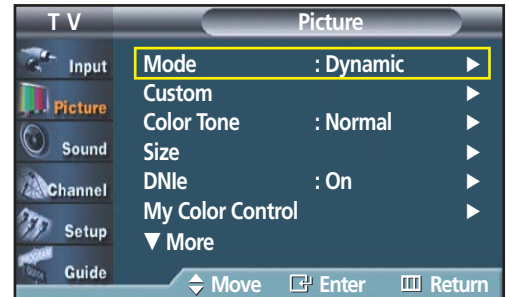 T V
Picture
Input
Picture
Sound
Channel
Setup
Guide
Mode : Dynamic ►
Custom ►
Color Tone : Normal ►
Size ►
DNIe : On ►
My Color Control ►
▼ More
Move Enter Return